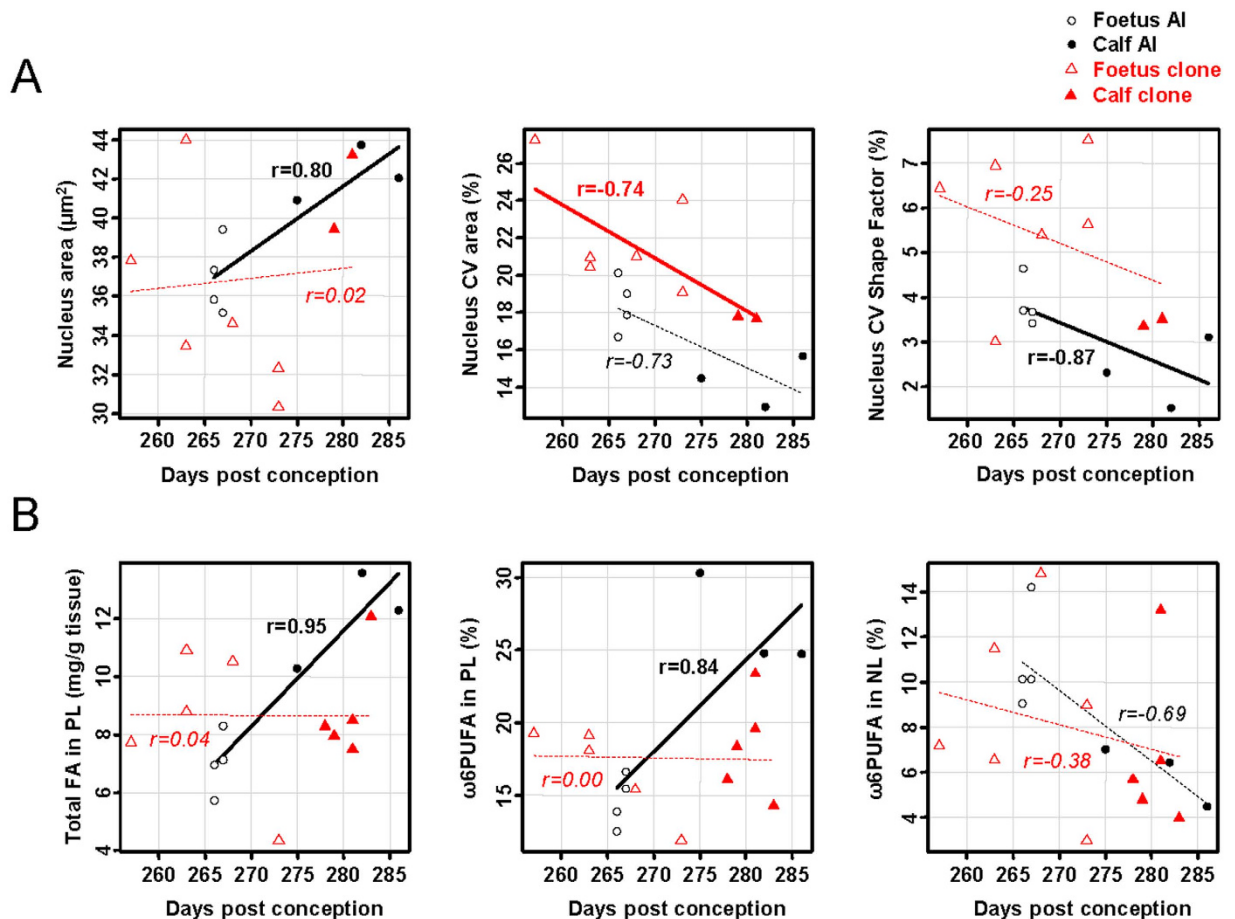 Foetus AI
Calf AI
Foetus clone
Calf clone
A
Nucleus area (µm²)
44
42
40
38
36
34
32
30
r=0.80
r=0.02
260 265 270 275 280 285
Days post conception
Nucleus CV area (%)
26
24
22
20
18
16
14
r=-0.74
r=-0.73
260 265 270 275 280 285
Days post conception
Nucleus CV Shape Factor (%)
7
6
5
4
3
2
r=-0.25
r=-0.87
260 265 270 275 280 285
Days post conception
B
Total FA in PL (mg/g tissue)
12
10
8
6
4
r=0.95
r=0.04
260 265 270 275 280 285
Days post conception
ω6PUFA in PL (%)
30
25
20
15
r=0.84
r=0.00
260 265 270 275 280 285
Days post conception
ω6PUFA in NL (%)
14
12
10
8
6
4
r=-0.69
r=-0.38
260 265 270 275 280 285
Days post conception